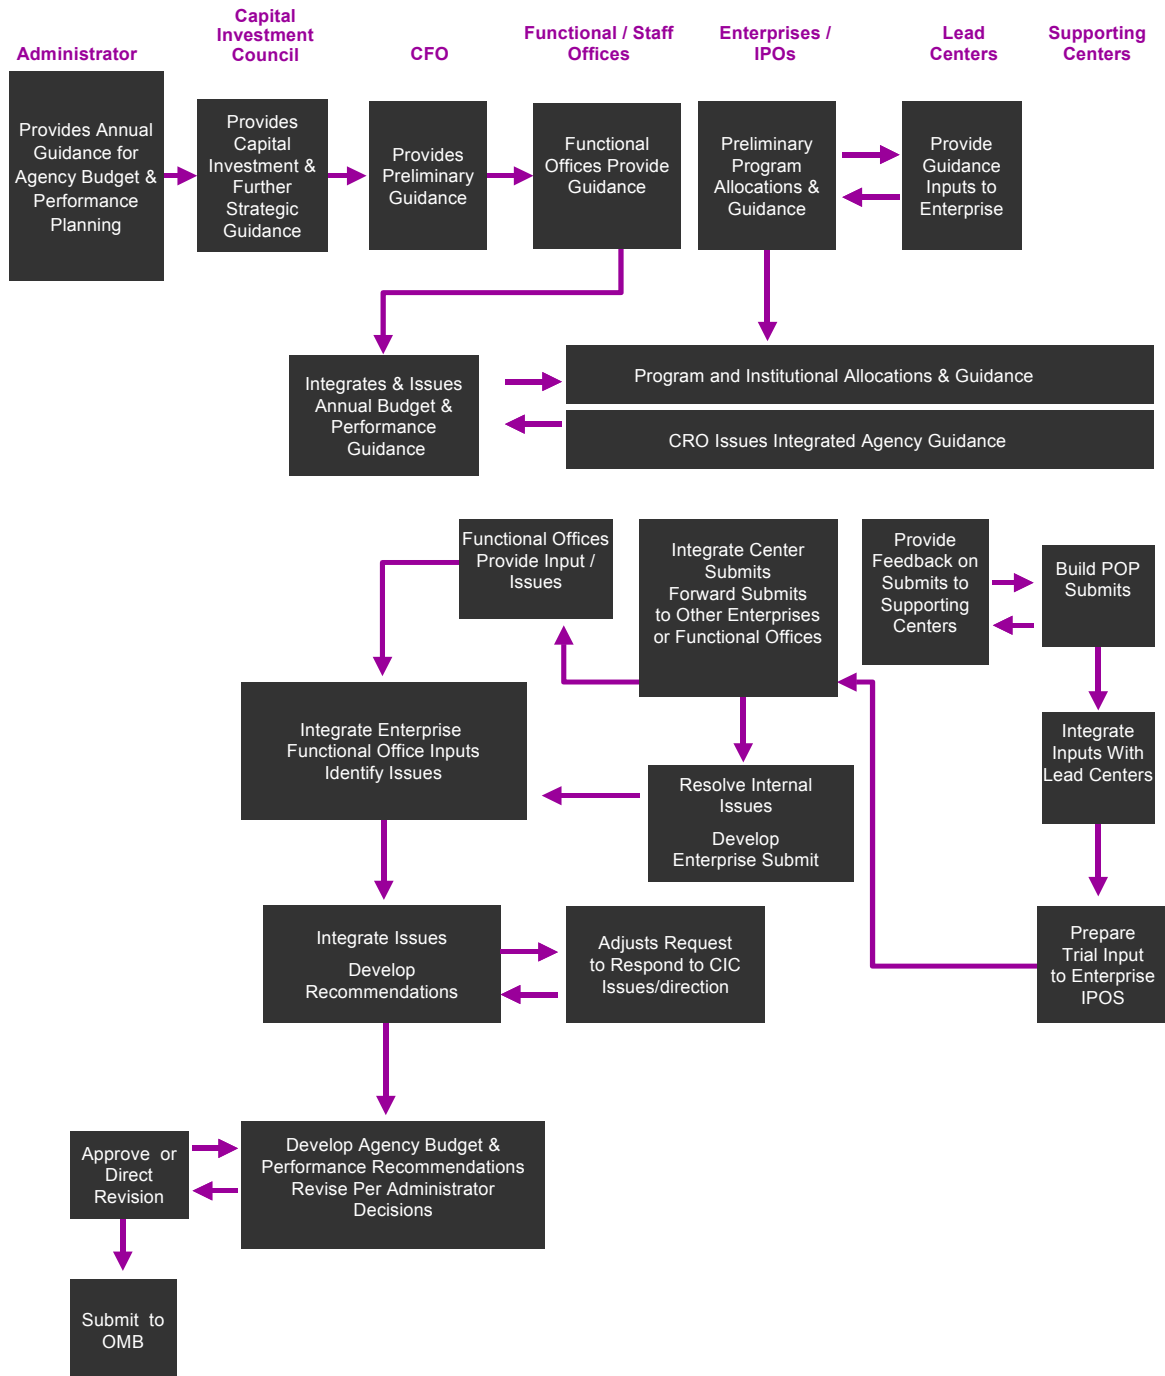 Administrator
Capital
Investment
Council
CFO
Functional / Staff
Offices
Enterprises /
IPOs
Lead
Centers
Supporting
Centers
Provides Annual
Guidance for
Agency Budget &
Performance
Planning
Provides
Capital
Investment &
Further
Strategic
Guidance
Provides
Preliminary
Guidance
Functional
Offices Provide
Guidance
Preliminary
Program
Allocations &
Guidance
Provide
Guidance
Inputs to
Enterprise
Integrates & Issues
Annual Budget &
Performance
Guidance
Program and Institutional Allocations & Guidance
CRO Issues Integrated Agency Guidance
Functional Offices
Provide Input /
Issues
Integrate Center
Submits
Forward Submits
to Other Enterprises
or Functional Offices
Provide
Feedback on
Submits to
Supporting
Centers
Build POP
Submits
Integrate Enterprise
Functional Office Inputs
Identify Issues
Resolve Internal
Issues
Develop
Enterprise Submit
Integrate
Inputs With
Lead Centers
Integrate Issues
Develop
Recommendations
Adjusts Request
to Respond to CIC
Issues/direction
Prepare
Trial Input
to Enterprise
IPOS
Approve or
Direct
Revision
Develop Agency Budget &
Performance Recommendations
Revise Per Administrator
Decisions
Submit to
OMB